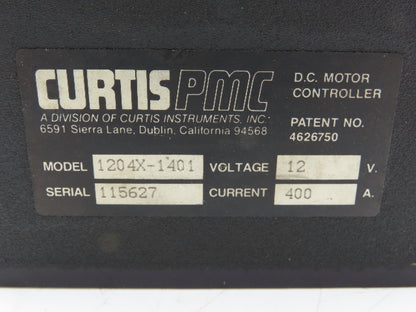 CURTIS PMC
A DIVISION OF CURTIS INSTRUMENTS, INC.
6591 Sierra Lane, Dublin, California 94568
D.C. MOTOR
CONTROLLER
PATENT NO.
4626750
MODEL 1204X-1401 VOLTAGE 12 V.
SERIAL 115627 CURRENT 400 A.